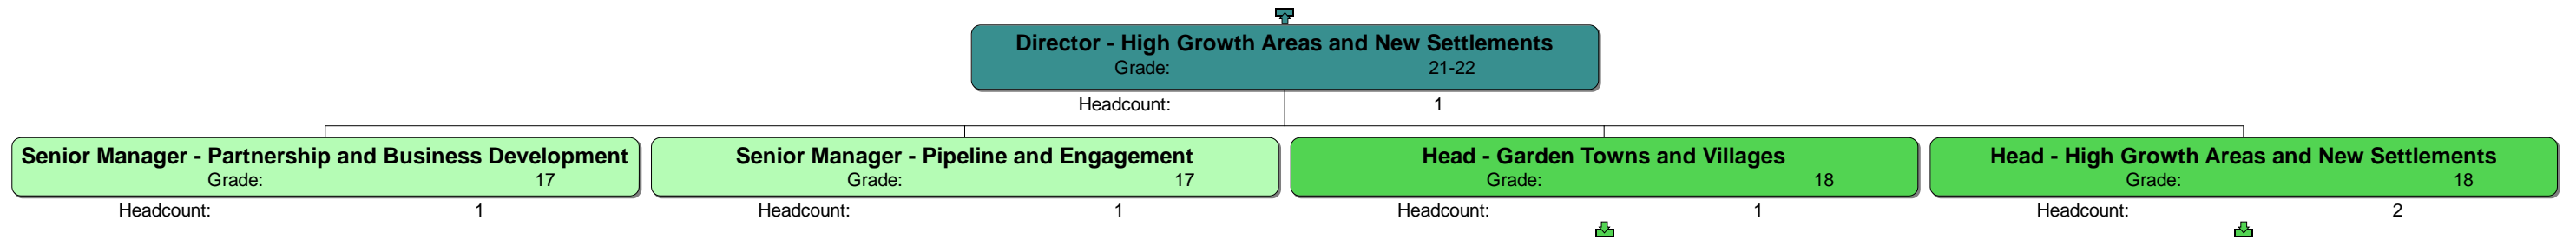 Director - High Growth Areas and New Settlements
Grade: 21-22
Headcount: 1
Senior Manager - Partnership and Business Development
Grade: 17
Headcount: 1
Senior Manager - Pipeline and Engagement
Grade: 17
Headcount: 1
Head - Garden Towns and Villages
Grade: 18
Headcount: 1
Head - High Growth Areas and New Settlements
Grade: 18
Headcount: 2